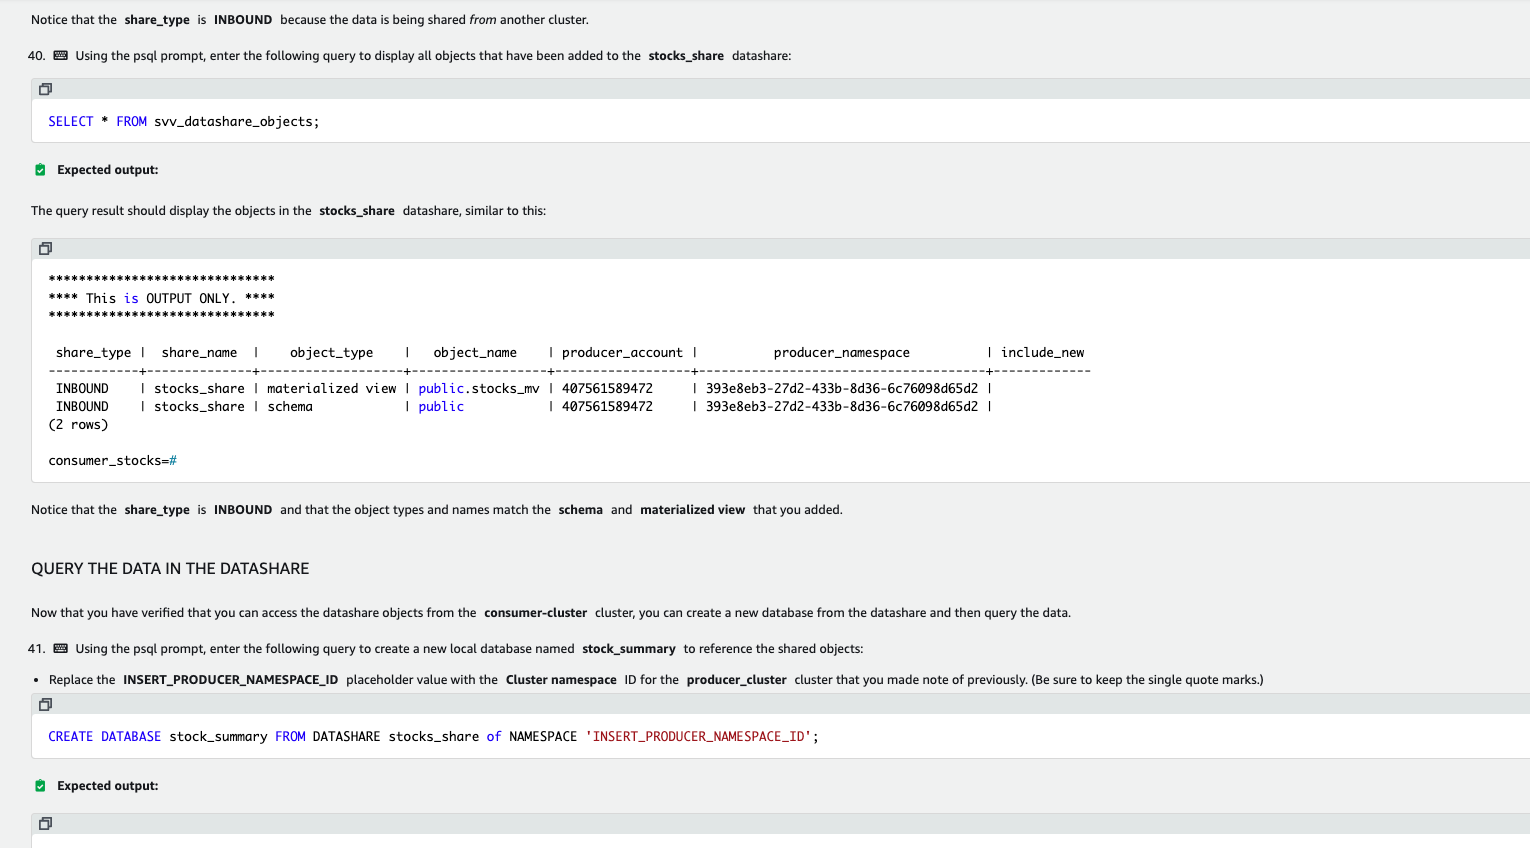 Notice that the share_type is INBOUND because the data is being shared from another cluster.
40. Using the psql prompt, enter the following query to display all objects that have been added to the stocks_share datashare:
SELECT * FROM svv_datashare_objects;
Expected output:
The query result should display the objects in the stocks_share datashare, similar to this:
******************************
**** This is OUTPUT ONLY. ****
******************************
 share_type |  share_name  |    object_type    |   object_name    | producer_account |          producer_namespace          | include_new
------------+--------------+-------------------+------------------+------------------+--------------------------------------+-------------
 INBOUND    | stocks_share | materialized view | public.stocks_mv | 407561589472     | 393e8eb3-27d2-433b-8d36-6c76098d65d2 |
 INBOUND    | stocks_share | schema            | public           | 407561589472     | 393e8eb3-27d2-433b-8d36-6c76098d65d2 |
(2 rows)
consumer_stocks=#
Notice that the share_type is INBOUND and that the object types and names match the schema and materialized view that you added.
QUERY THE DATA IN THE DATASHARE
Now that you have verified that you can access the datashare objects from the consumer-cluster cluster, you can create a new database from the datashare and then query the data.
41. Using the psql prompt, enter the following query to create a new local database named stock_summary to reference the shared objects:
• Replace the INSERT_PRODUCER_NAMESPACE_ID placeholder value with the Cluster namespace ID for the producer_cluster cluster that you made note of previously. (Be sure to keep the single quote marks.)
CREATE DATABASE stock_summary FROM DATASHARE stocks_share of NAMESPACE 'INSERT_PRODUCER_NAMESPACE_ID';
Expected output: